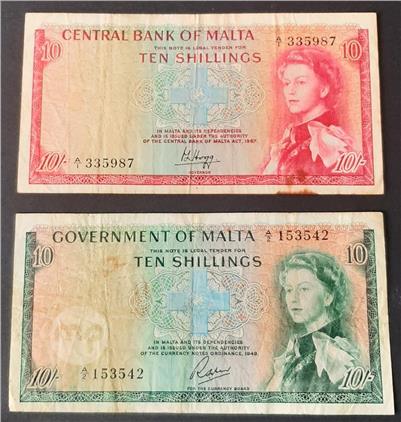 10 CENTRAL BANK OF MALTA A/1 335987 10
THIS NOTE IS LEGAL TENDER FOR
TEN SHILLINGS
IN MALTA AND ITS DEPENDENCIES
AND IS ISSUED UNDER THE AUTHORITY
OF THE CENTRAL BANK OF MALTA ACT, 1967.
10/- A/1 335987 10/-
GOVERNOR
GOVERNMENT OF MALTA A/2 153542
10 THIS NOTE IS LEGAL TENDER FOR 10
TEN SHILLINGS
IN MALTA AND ITS DEPENDENCIES
AND IS ISSUED UNDER THE AUTHORITY
OF THE CURRENCY NOTES ORDINANCE, 1949.
10/- A/2 153542 10/-
FOR THE CURRENCY BOARD